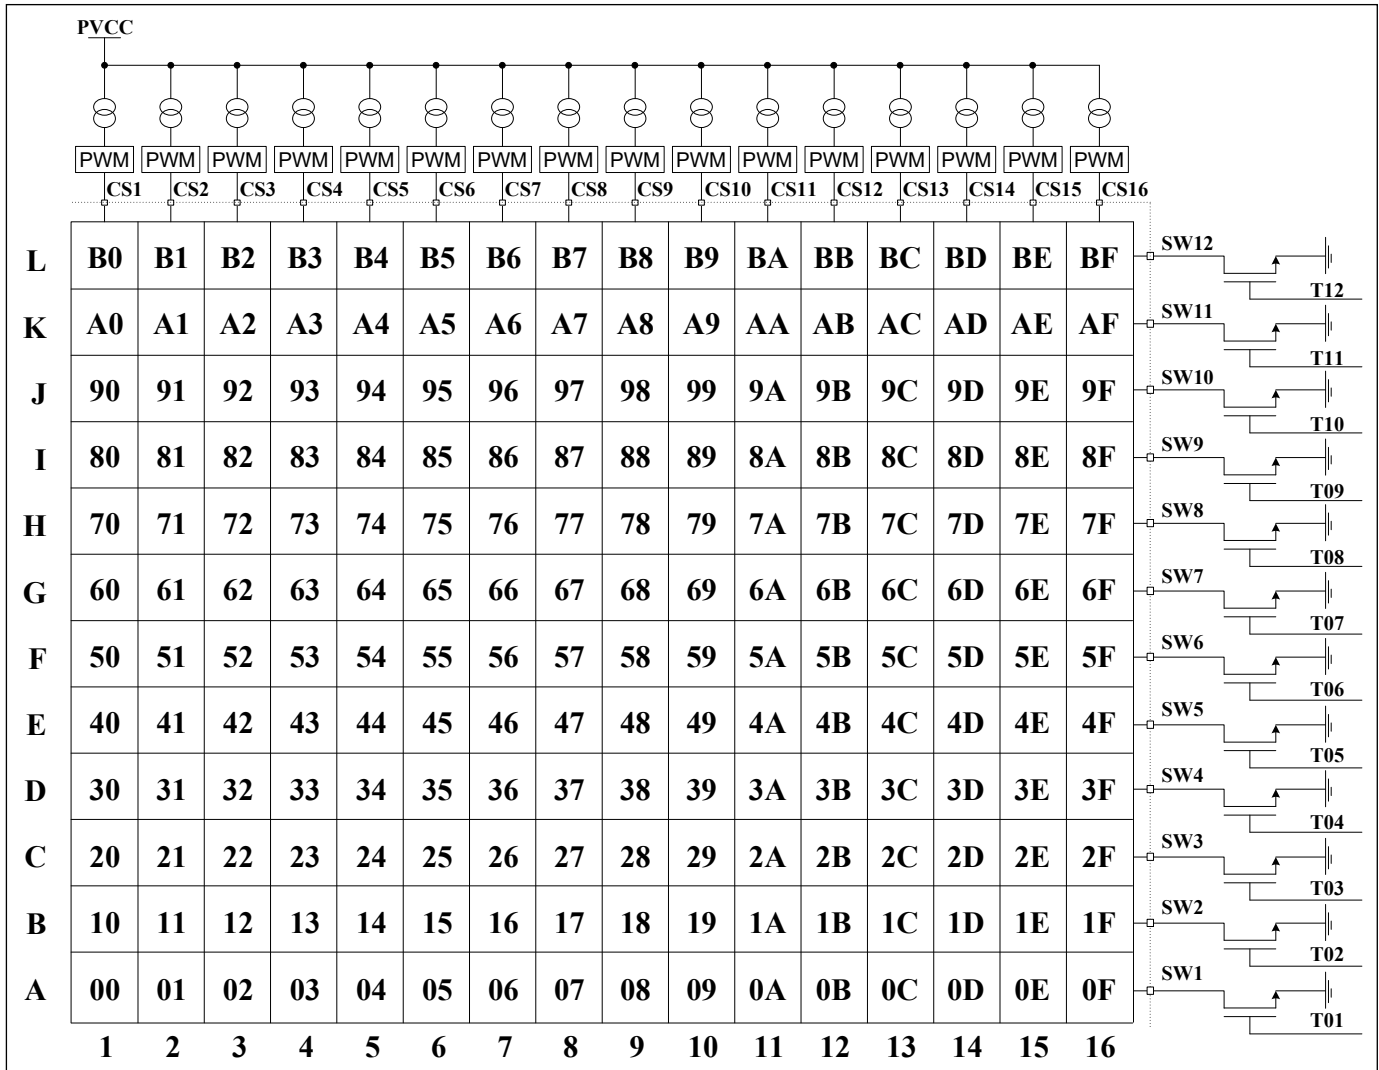 PVCC
PWM PWM PWM PWM PWM PWM PWM PWM PWM PWM PWM PWM PWM PWM PWM PWM
CS1 CS2 CS3 CS4 CS5 CS6 CS7 CS8 CS9 CS10 CS11 CS12 CS13 CS14 CS15 CS16
L B0 B1 B2 B3 B4 B5 B6 B7 B8 B9 BA BB BC BD BE BF SW12
T12
K A0 A1 A2 A3 A4 A5 A6 A7 A8 A9 AA AB AC AD AE AF SW11
T11
J 90 91 92 93 94 95 96 97 98 99 9A 9B 9C 9D 9E 9F SW10
T10
I 80 81 82 83 84 85 86 87 88 89 8A 8B 8C 8D 8E 8F SW9
T09
H 70 71 72 73 74 75 76 77 78 79 7A 7B 7C 7D 7E 7F SW8
T08
G 60 61 62 63 64 65 66 67 68 69 6A 6B 6C 6D 6E 6F SW7
T07
F 50 51 52 53 54 55 56 57 58 59 5A 5B 5C 5D 5E 5F SW6
T06
E 40 41 42 43 44 45 46 47 48 49 4A 4B 4C 4D 4E 4F SW5
T05
D 30 31 32 33 34 35 36 37 38 39 3A 3B 3C 3D 3E 3F SW4
T04
C 20 21 22 23 24 25 26 27 28 29 2A 2B 2C 2D 2E 2F SW3
T03
B 10 11 12 13 14 15 16 17 18 19 1A 1B 1C 1D 1E 1F SW2
T02
A 00 01 02 03 04 05 06 07 08 09 0A 0B 0C 0D 0E 0F SW1
T01
1 2 3 4 5 6 7 8 9 10 11 12 13 14 15 16